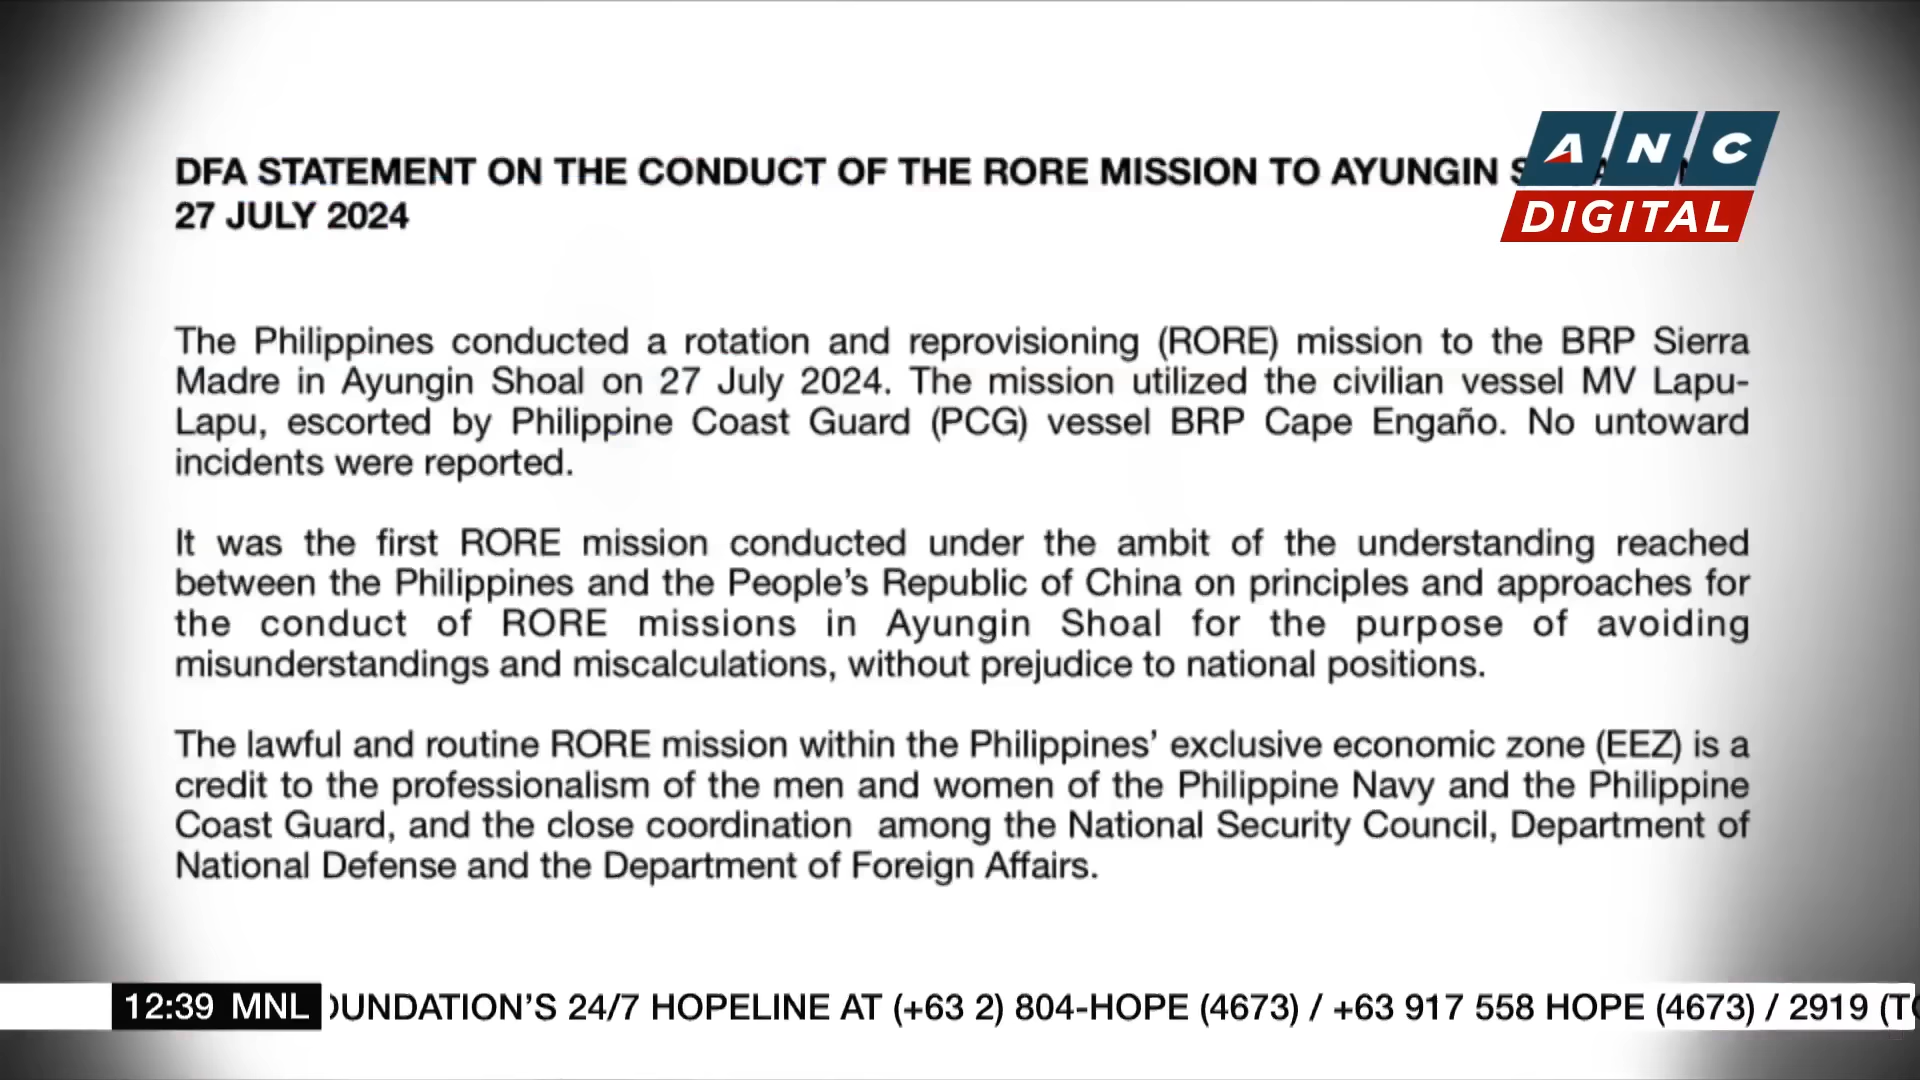 DFA STATEMENT ON THE CONDUCT OF THE RORE MISSION TO AYUNGIN
27 JULY 2024
ANC
DIGITAL
The Philippines conducted a rotation and reprovisioning (RORE) mission to the BRP Sierra
Madre in Ayungin Shoal on 27 July 2024. The mission utilized the civilian vessel MV Lapu-
Lapu, escorted by Philippine Coast Guard (PCG) vessel BRP Cape Engaño. No untoward
incidents were reported.
It was the first RORE mission conducted under the ambit of the understanding reached
between the Philippines and the People’s Republic of China on principles and approaches for
the conduct of RORE missions in Ayungin Shoal for the purpose of avoiding
misunderstandings and miscalculations, without prejudice to national positions.
The lawful and routine RORE mission within the Philippines’ exclusive economic zone (EEZ) is a
credit to the professionalism of the men and women of the Philippine Navy and the Philippine
Coast Guard, and the close coordination  among the National Security Council, Department of
National Defense and the Department of Foreign Affairs.
12:39 MNL OUNDATION’S 24/7 HOPELINE AT (+63 2) 804-HOPE (4673) / +63 917 558 HOPE (4673) / 2919